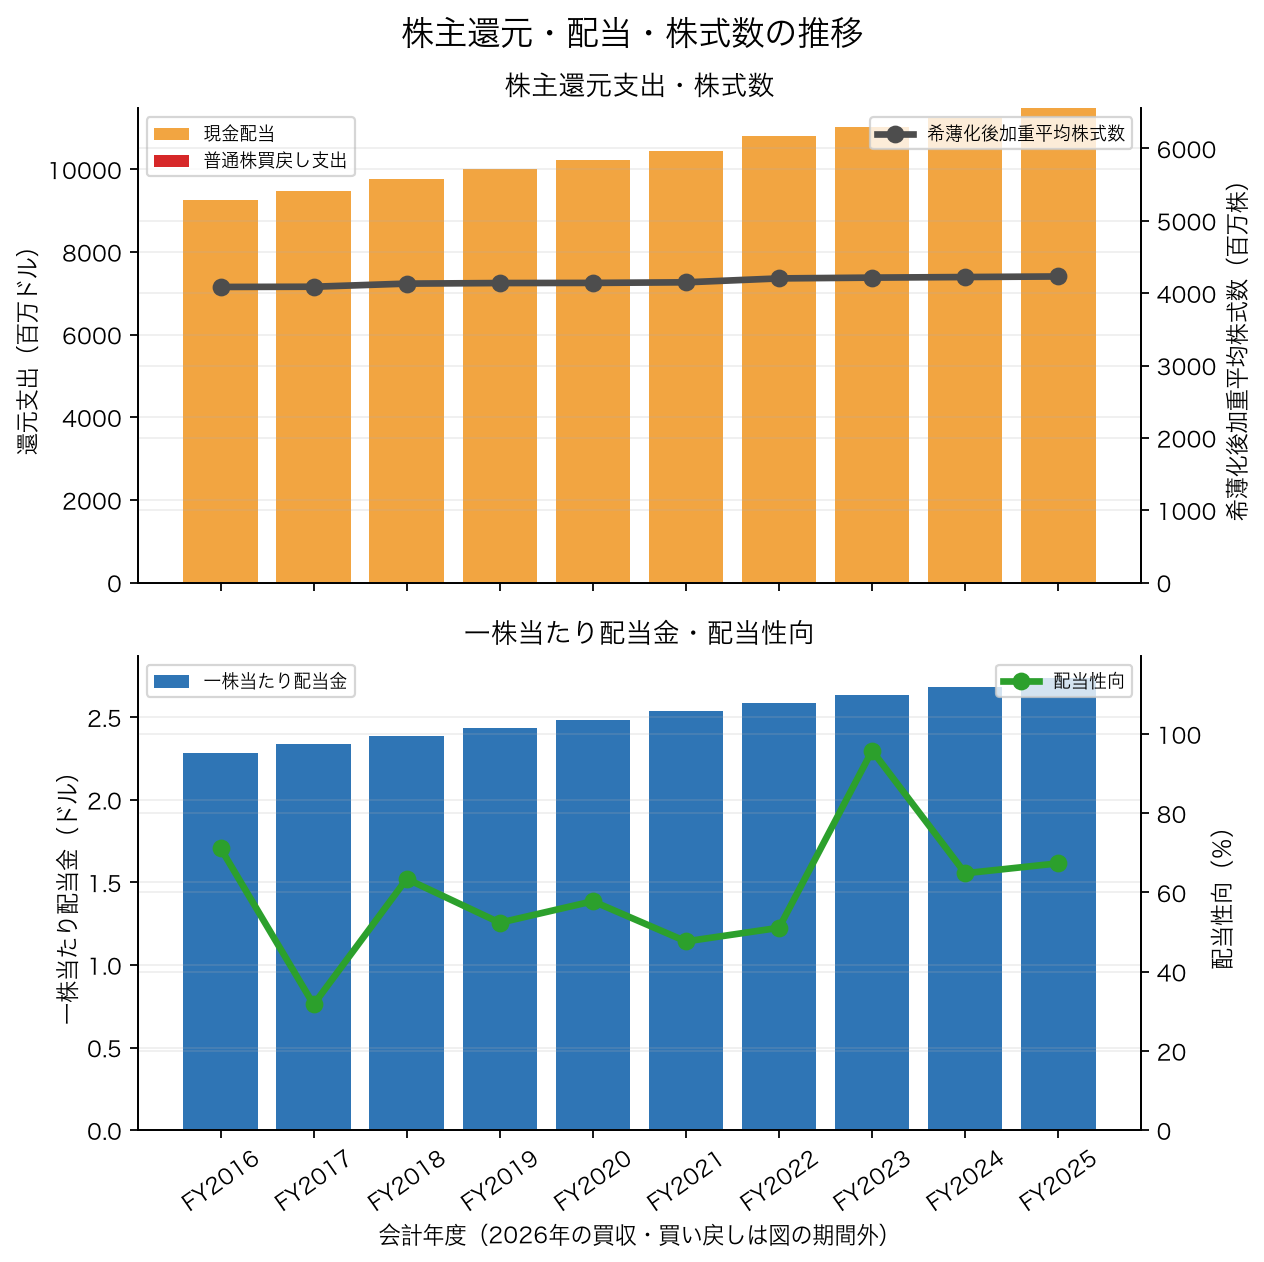 株主還元・配当・株式数の推移
株主還元支出・株式数
現金配当
普通株買戻し支出
希薄化後加重平均株式数
還元支出（百万ドル）
10000
8000
6000
4000
2000
0
6000
5000
4000
3000
2000
1000
0
希薄化後加重平均株式数（百万株）
一株当たり配当金・配当性向
一株当たり配当金
配当性向
一株当たり配当金（ドル）
2.5
2.0
1.5
1.0
0.5
0.0
100
80
60
40
20
0
配当性向（%）
FY2016
FY2017
FY2018
FY2019
FY2020
FY2021
FY2022
FY2023
FY2024
FY2025
会計年度（2026年の買収・買い戻しは図の期間外）